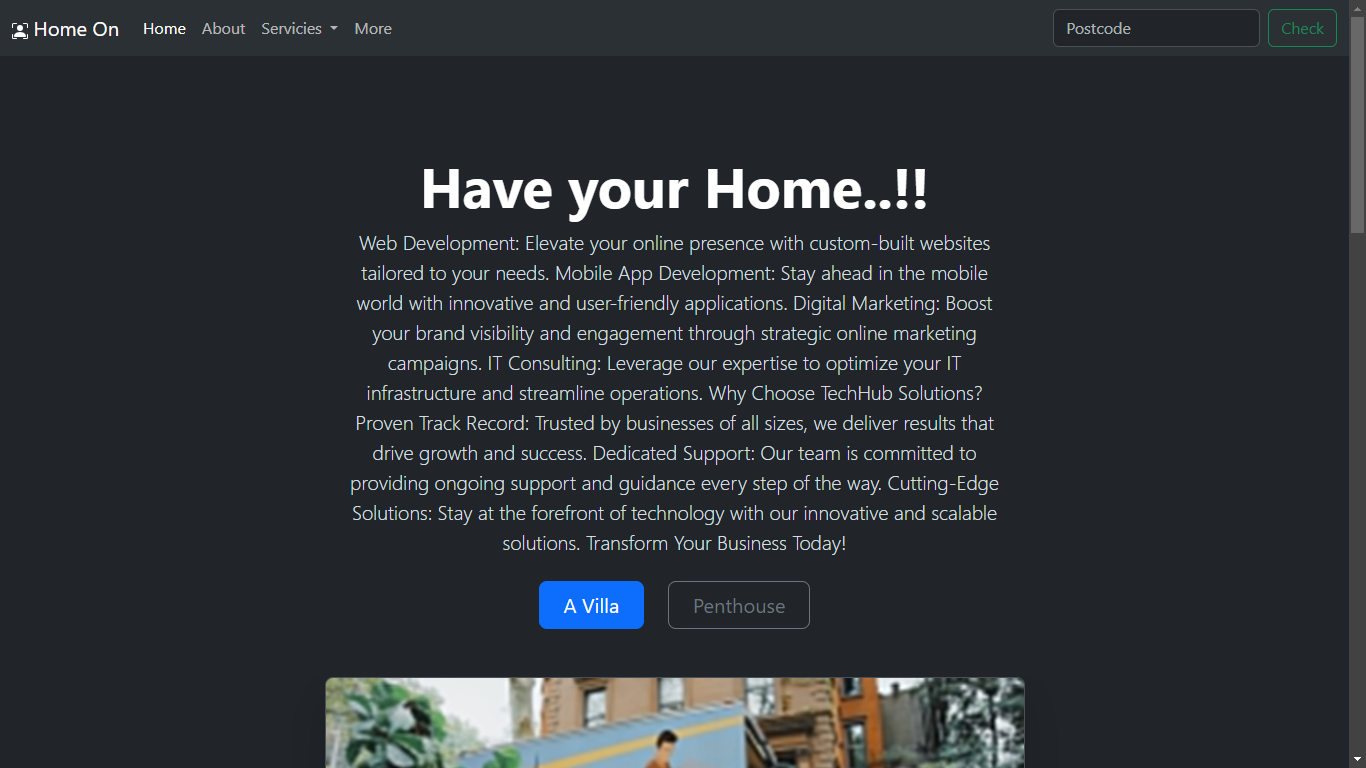 Home On Home About Servicies More Postcode Check
Have your Home..!!
Web Development: Elevate your online presence with custom-built websites
tailored to your needs. Mobile App Development: Stay ahead in the mobile
world with innovative and user-friendly applications. Digital Marketing: Boost
your brand visibility and engagement through strategic online marketing
campaigns. IT Consulting: Leverage our expertise to optimize your IT
infrastructure and streamline operations. Why Choose TechHub Solutions?
Proven Track Record: Trusted by businesses of all sizes, we deliver results that
drive growth and success. Dedicated Support: Our team is committed to
providing ongoing support and guidance every step of the way. Cutting-Edge
Solutions: Stay at the forefront of technology with our innovative and scalable
solutions. Transform Your Business Today!
A Villa Penthouse